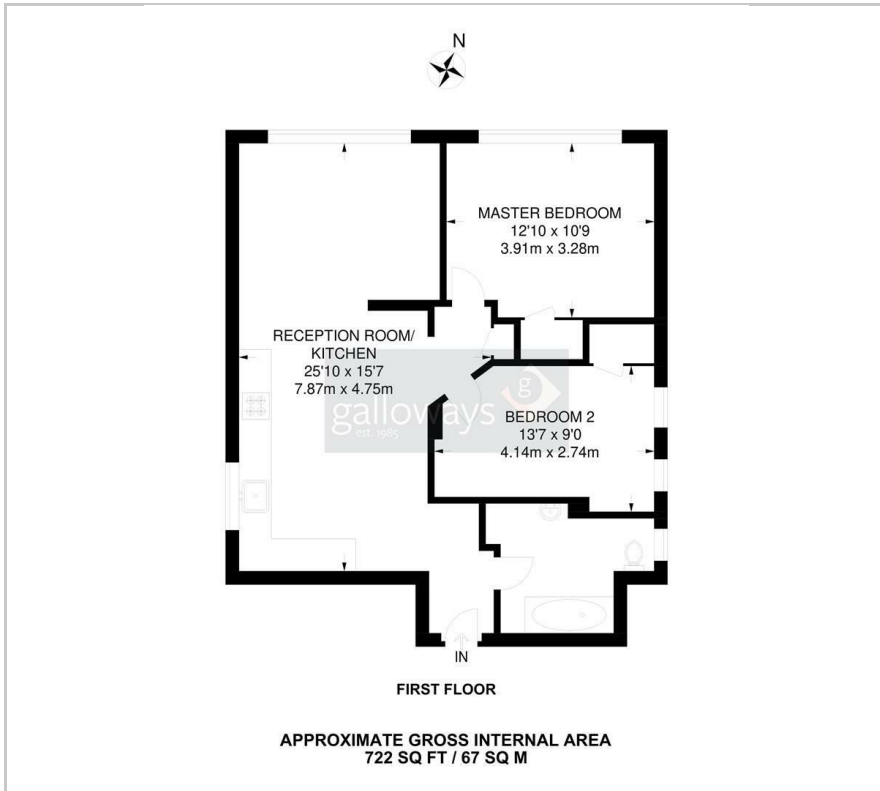 N
MASTER BEDROOM
12'10 x 10'9
3.91m x 3.28m
RECEPTION ROOM/
KITCHEN
25'10 x 15'7
7.87m x 4.75m
galloways
est. 1985
g
BEDROOM 2
13'7 x 9'0
4.14m x 2.74m
IN
FIRST FLOOR
APPROXIMATE GROSS INTERNAL AREA
722 SQ FT / 67 SQ M